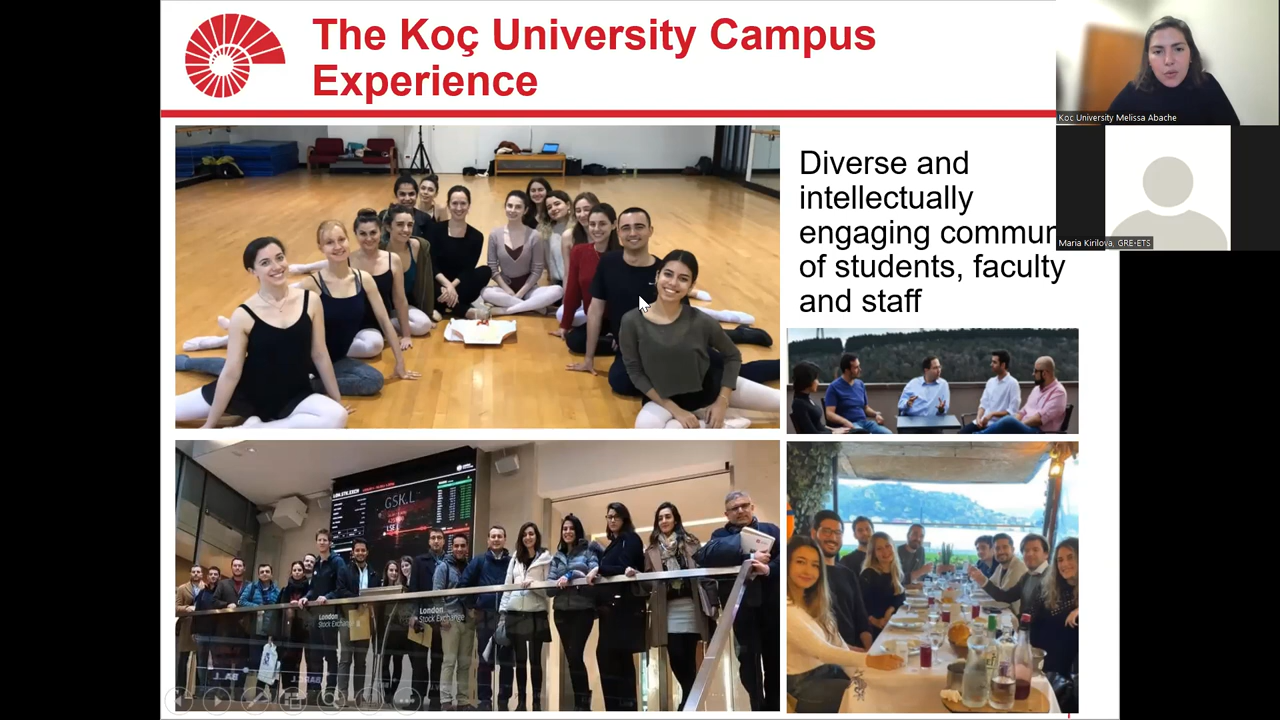 The Koç University Campus
Experience
Diverse and
intellectually
engaging commun
of students, faculty
and staff
Koc University Melissa Abache
Maria Kirilova, GRE-ETS
GSK.L
London
Stock Exchange
London
Stock Exchange